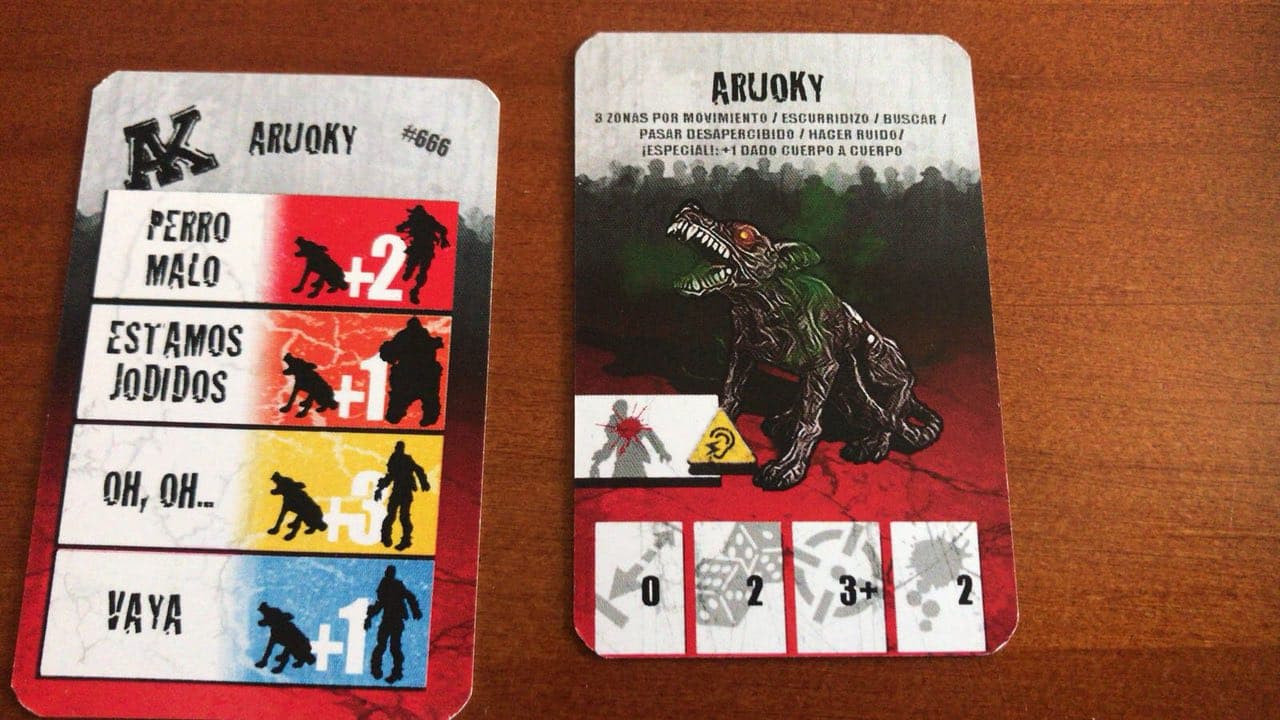 AK ARUOKY #666
PERRO
MALO
+2
ESTAMOS
JODIDOS
+1
OH, OH...
+3
VAYA
+1
ARUOKY
3 ZONAS POR MOVIMIENTO / ESCURRIDIZO / BUSCAR /
PASAR DESAPERCIBIDO / HACER RUIDO/
¡ESPECIAL!: +1 DADO CUERPO A CUERPO
0 2 3+ 2